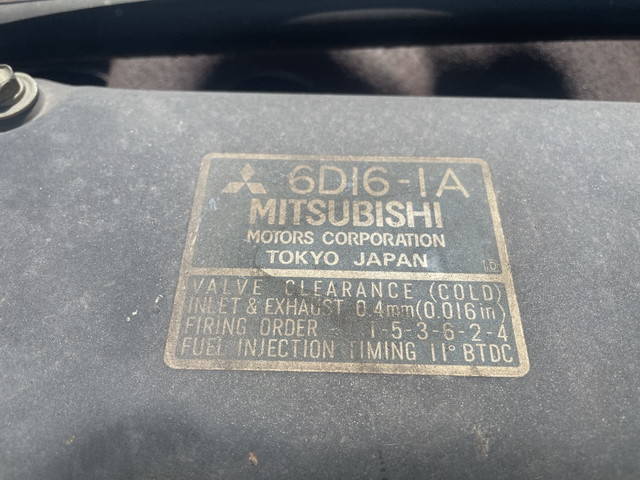 6D16-1A
MITSUBISHI
MOTORS CORPORATION
TOKYO JAPAN
VALVE CLEARANCE (COLD)
INLET & EXHAUST 0.4mm(0.016in)
FIRING ORDER 1-5-3-6-2-4
FUEL INJECTION TIMING 11° BTDC